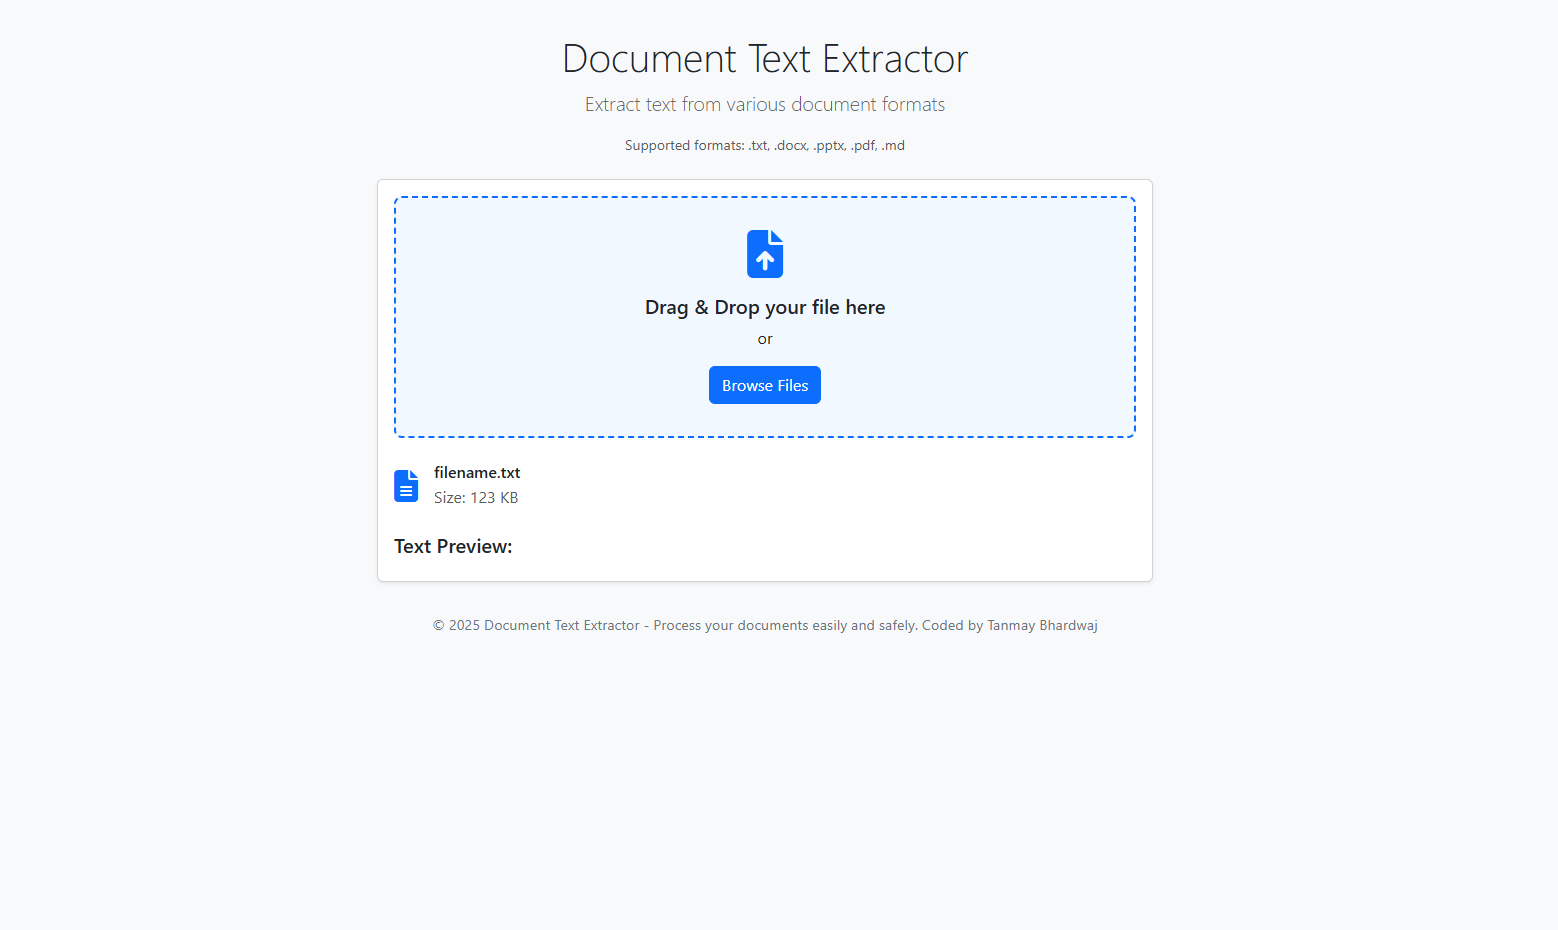 Document Text Extractor
Extract text from various document formats
Supported formats: .txt, .docx, .pptx, .pdf, .md
Drag & Drop your file here
or
Browse Files
filename.txt
Size: 123 KB
Text Preview:
© 2025 Document Text Extractor - Process your documents easily and safely. Coded by Tanmay Bhardwaj